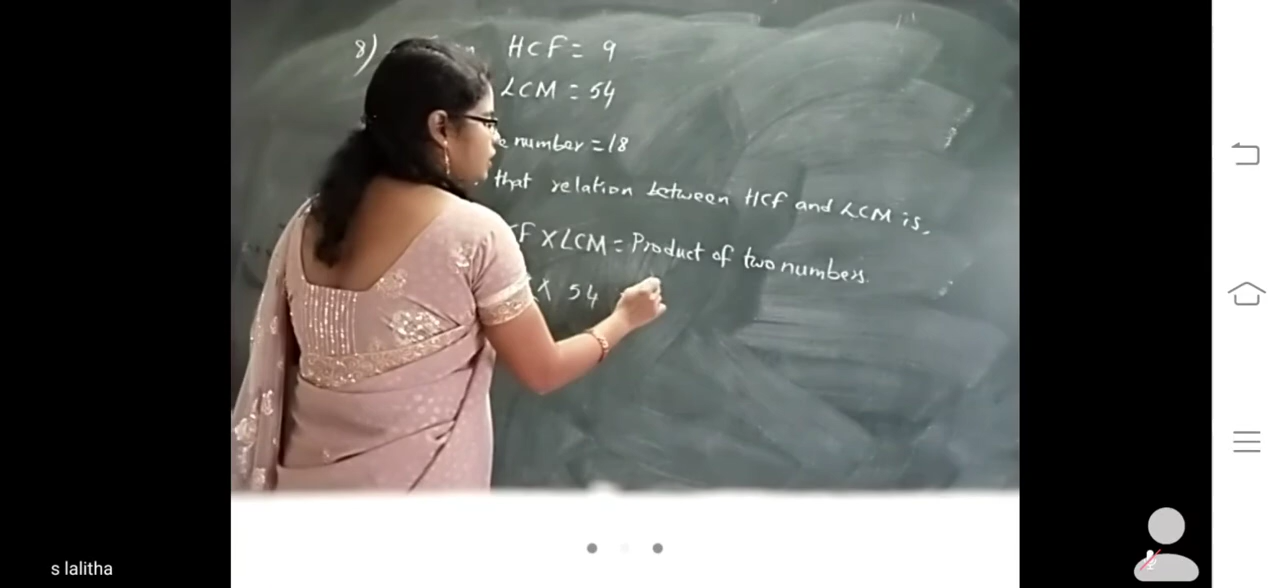 8) HCF = 9
LCM = 54
number = 18
that relation between HCF and LCM is,
F X LCM = Product of two numbers.
X 54
s lalitha